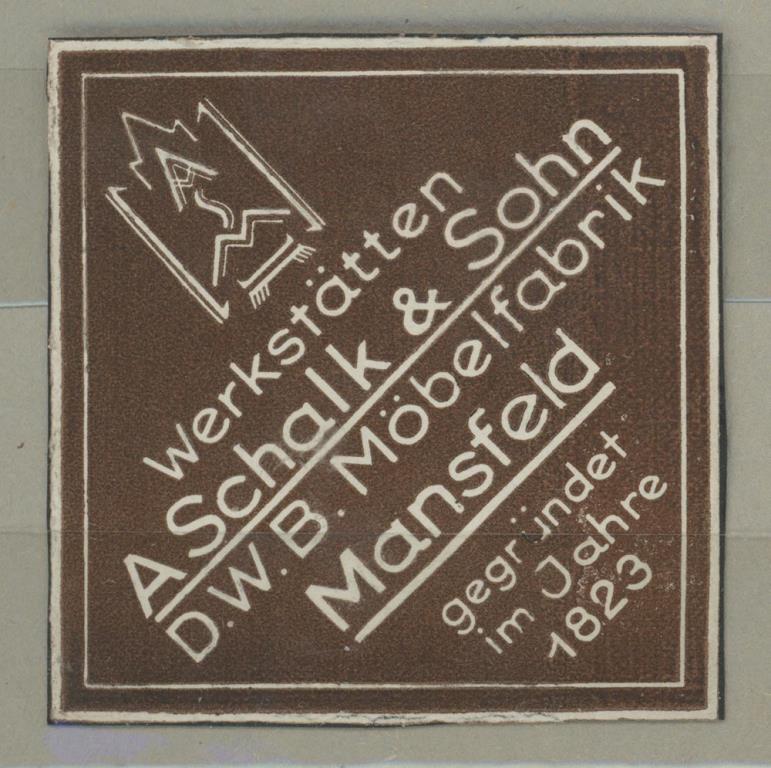 Werkstätten
A Schalk & Sohn
D.W.B. Möbelfabrik
Mansfeld
gegründet
im Jahre
1823